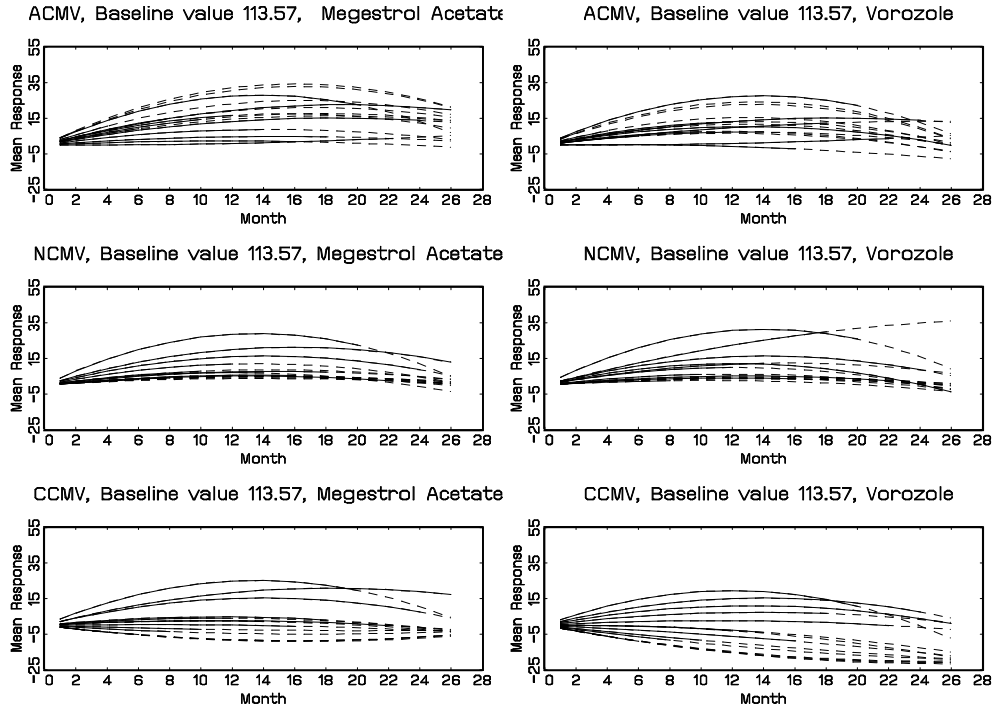 ACMV, Baseline value 113.57, Megestrol Acetate
55
35
15
-5
-25
Mean Response
0 2 4 6 8 10 12 14 16 18 20 22 24 26 28
Month
ACMV, Baseline value 113.57, Vorozole
55
35
15
-5
-25
Mean Response
0 2 4 6 8 10 12 14 16 18 20 22 24 26 28
Month
NCMV, Baseline value 113.57, Megestrol Acetate
55
35
15
-5
-25
Mean Response
0 2 4 6 8 10 12 14 16 18 20 22 24 26 28
Month
NCMV, Baseline value 113.57, Vorozole
55
35
15
-5
-25
Mean Response
0 2 4 6 8 10 12 14 16 18 20 22 24 26 28
Month
CCMV, Baseline value 113.57, Megestrol Acetate
55
35
15
-5
-25
Mean Response
0 2 4 6 8 10 12 14 16 18 20 22 24 26 28
Month
CCMV, Baseline value 113.57, Vorozole
55
35
15
-5
-25
Mean Response
0 2 4 6 8 10 12 14 16 18 20 22 24 26 28
Month